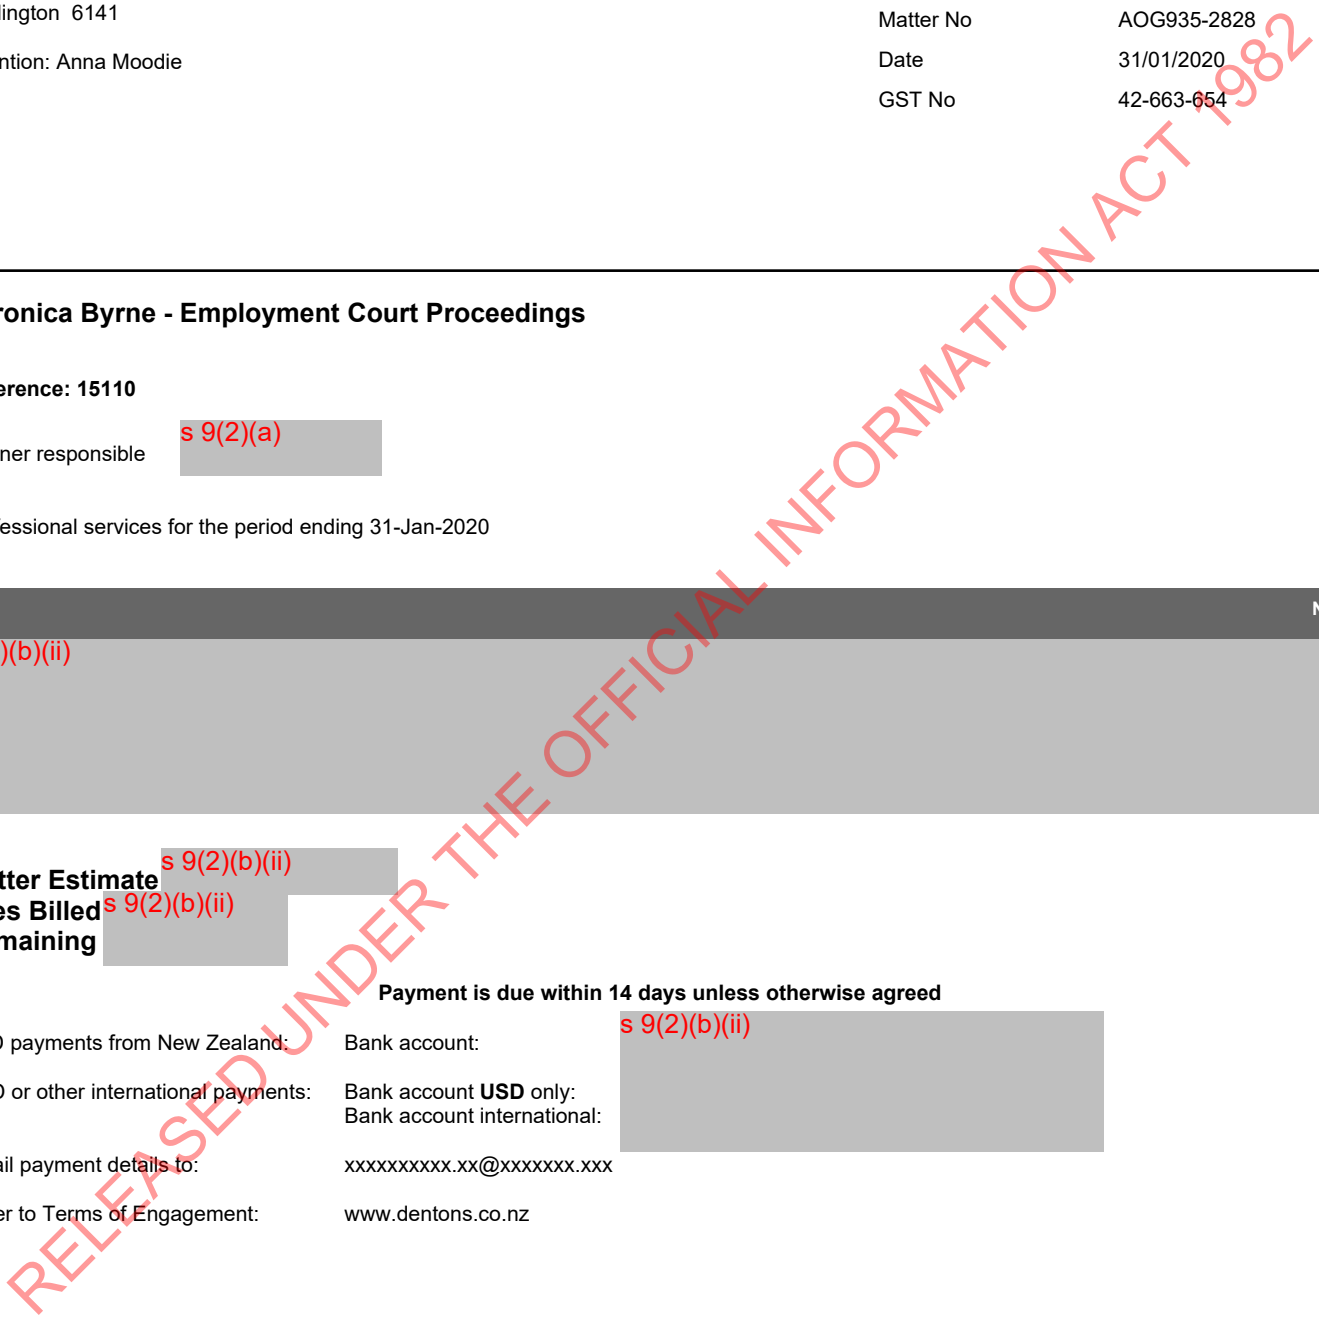 lington 6141
ntion: Anna Moodie
Matter No AOG935-2828
Date 31/01/2020
GST No 42-663-654
ronica Byrne - Employment Court Proceedings
erence: 15110
ner responsible s 9(2)(a)
essional services for the period ending 31-Jan-2020
N
)(b)(ii)
tter Estimate s 9(2)(b)(ii)
es Billed s 9(2)(b)(ii)
maining
Payment is due within 14 days unless otherwise agreed
D payments from New Zealand: Bank account: s 9(2)(b)(ii)
D or other international payments: Bank account USD only:
Bank account international:
ail payment details to: xxxxxxxxxx.xx@xxxxxxx.xxx
er to Terms of Engagement: www.dentons.co.nz
RELEASED UNDER THE OFFICIAL INFORMATION ACT 1982